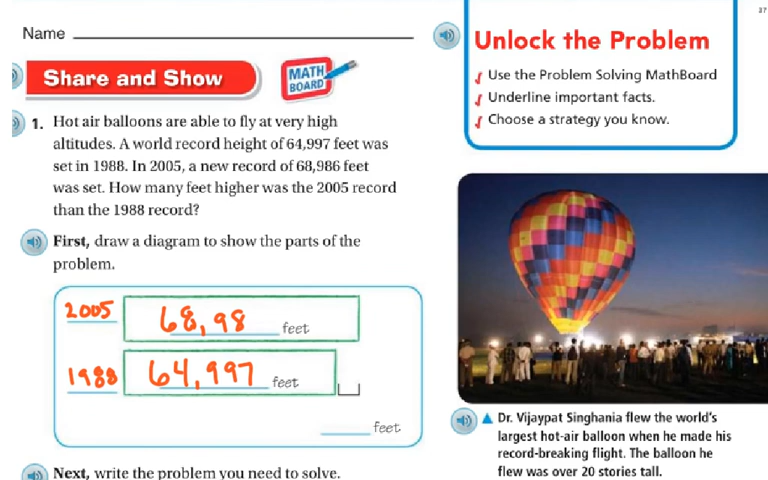 37
Name
Unlock the Problem
Share and Show
MATH
BOARD
Use the Problem Solving MathBoard
Underline important facts.
Choose a strategy you know.
1. Hot air balloons are able to fly at very high
altitudes. A world record height of 64,997 feet was
set in 1988. In 2005, a new record of 68,986 feet
was set. How many feet higher was the 2005 record
than the 1988 record?
First, draw a diagram to show the parts of the
problem.
2005 68,98 feet
1988 64,997 feet
feet
▲ Dr. Vijaypat Singhania flew the world's
largest hot-air balloon when he made his
record-breaking flight. The balloon he
flew was over 20 stories tall.
Next, write the problem you need to solve.